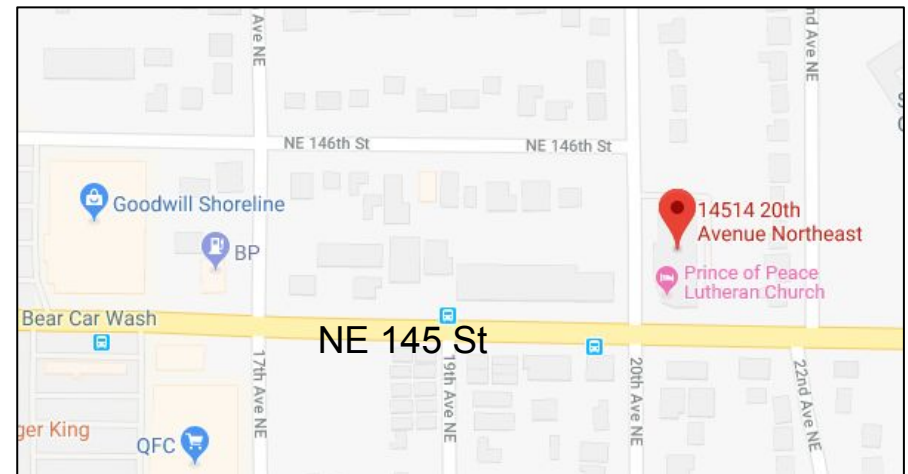 Ave NE
nd Ave NE
NE 146th St
NE 146th St
Goodwill Shoreline
14514 20th
Avenue Northeast
BP
Prince of Peace
Lutheran Church
Bear Car Wash
NE 145 St
17th Ave NE
19th Ave NE
20th Ave NE
22nd Ave NE
ger King
QFC